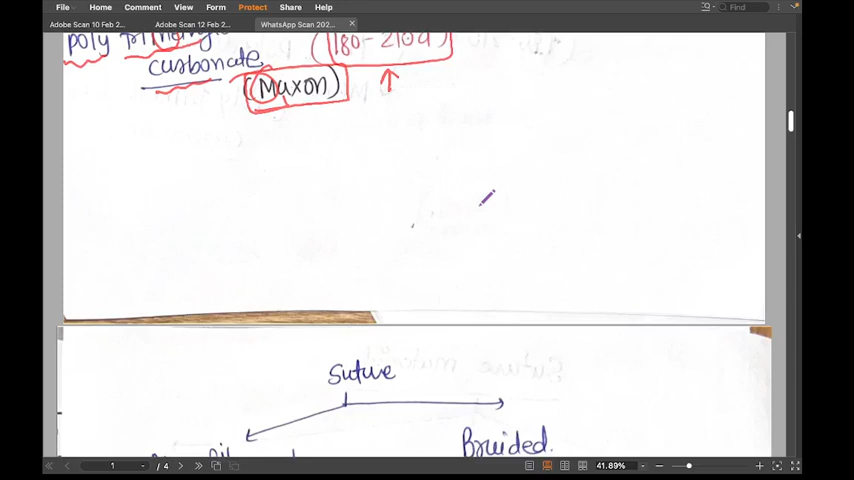 File Home Comment View Form Protect Share Help Find
Adobe Scan 10 Feb 2... Adobe Scan 12 Feb 2... WhatsApp Scan 202...
poly
carbonate (180-210d)
(Maxon)
Suture
Braided.
1 / 4 41.89%